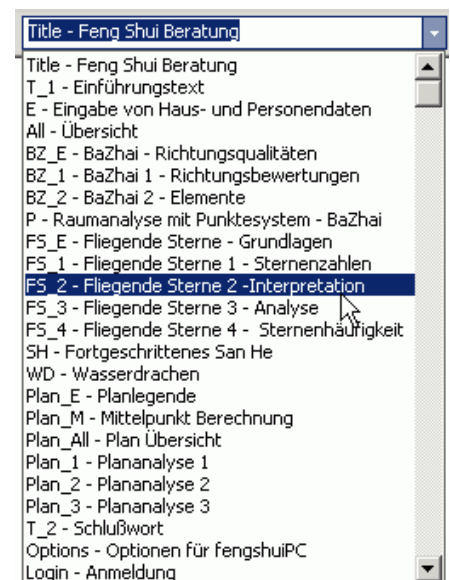 Title - Feng Shui Beratung
Title - Feng Shui Beratung
T_1 - Einführungstext
E - Eingabe von Haus- und Personendaten
All - Übersicht
BZ_E - BaZhai - Richtungsqualitäten
BZ_1 - BaZhai 1 - Richtungsbewertungen
BZ_2 - BaZhai 2 - Elemente
P - Raumanalyse mit Punktesystem - BaZhai
FS_E - Fliegende Sterne - Grundlagen
FS_1 - Fliegende Sterne 1 - Sternenzahlen
FS_2 - Fliegende Sterne 2 -Interpretation
FS_3 - Fliegende Sterne 3 - Analyse
FS_4 - Fliegende Sterne 4 -  Sternenhäufigkeit
SH - Fortgeschrittenes San He
WD - Wasserdrachen
Plan_E - Planlegende
Plan_M - Mittelpunkt Berechnung
Plan_All - Plan Übersicht
Plan_1 - Plananalyse 1
Plan_2 - Plananalyse 2
Plan_3 - Plananalyse 3
T_2 - Schlußwort
Options - Optionen für fengshuiPC
Login - Anmeldung